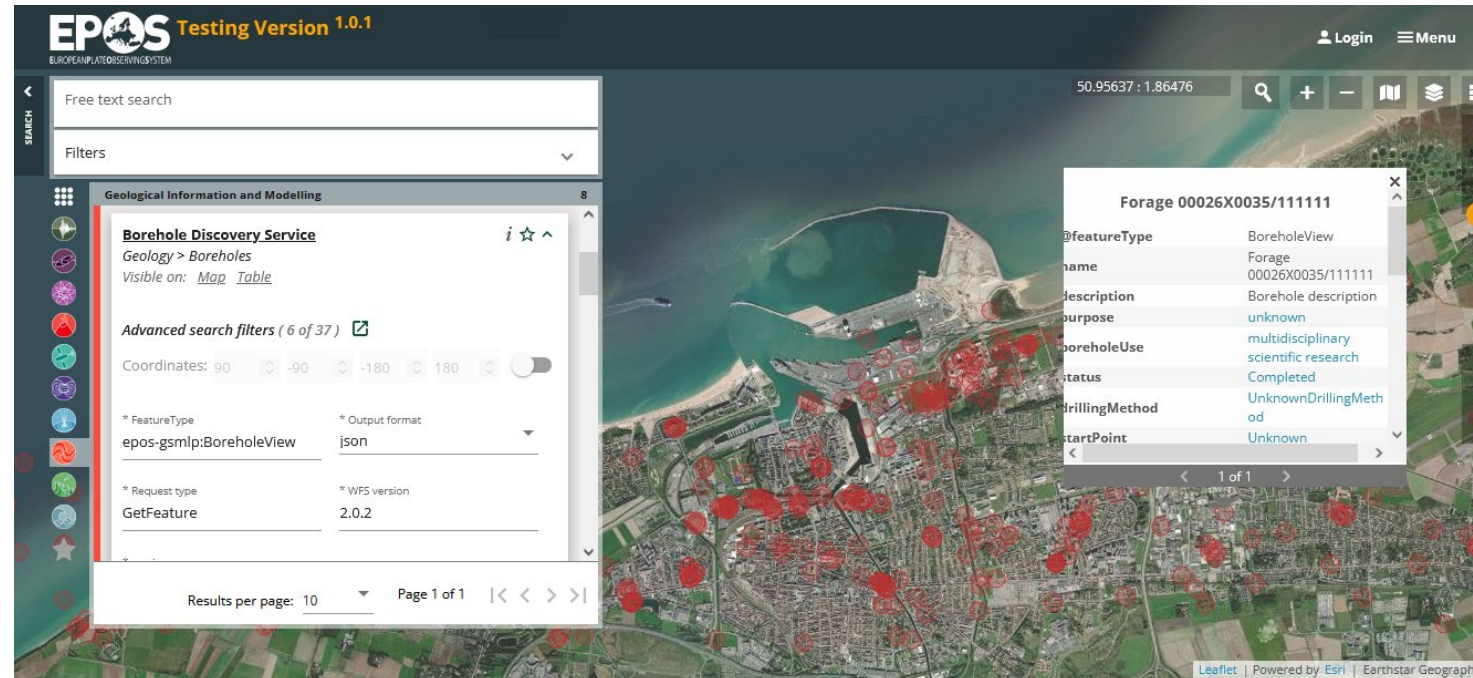 EPOS Testing Version 1.0.1
EUROPEANPLATEOBSERVINGSYSTEM
Login Menu
SEARCH
Free text search
50.95637 : 1.86476
Filters
Geological Information and Modelling 8
Borehole Discovery Service
Geology > Boreholes
Visible on: Map Table
Advanced search filters ( 6 of 37 )
Coordinates: 90 -90 -180 180
* FeatureType * Output format
epos-gsmlp:BoreholeView json
* Request type * WFS version
GetFeature 2.0.2
Results per page: 10 Page 1 of 1
Forage 00026X0035/111111
@featureType BoreholeView
name Forage
00026X0035/111111
description Borehole description
purpose unknown
boreholeUse multidisciplinary
scientific research
status Completed
drillingMethod UnknownDrillingMeth
od
startPoint Unknown
1 of 1
Leaflet | Powered by Esri | Earthstar Geograph